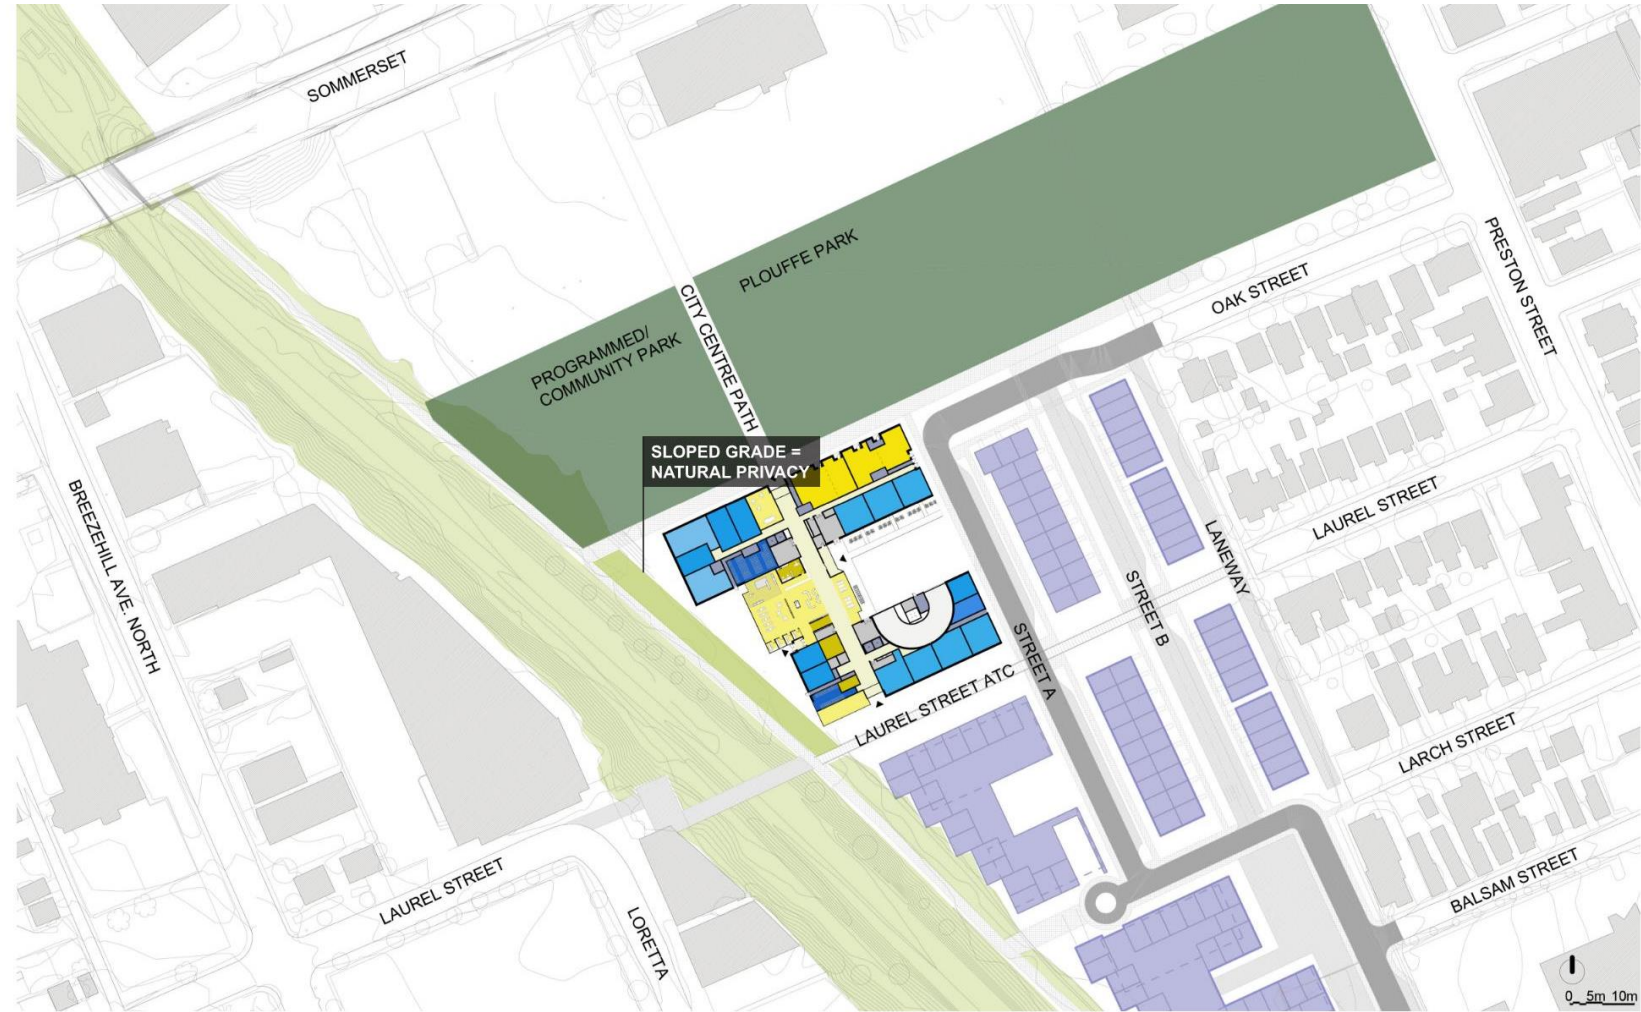 SOMMERSET
PLOUFFE PARK
PROGRAMMED/
COMMUNITY PARK
CITY CENTRE PATH
PRESTON STREET
OAK STREET
SLOPED GRADE =
NATURAL PRIVACY
BREEZEHILL AVE. NORTH
LAUREL STREET
LANEWAY
STREET B
STREET A
LAUREL STREET ATC
LARCH STREET
LAUREL STREET
LORETTA
BALSAM STREET
0 5m 10m